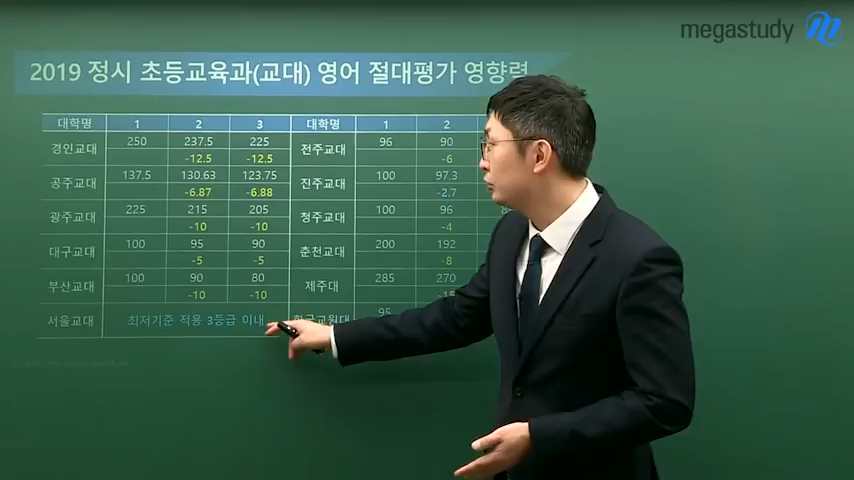 megastudy
2019 정시 초등교육과(교대) 영어 절대평가 영향력
대학명 1 2 3 대학명 1 2
경인교대 250 237.5 225 전주교대 96 90
-12.5 -12.5 -6
공주교대 137.5 130.63 123.75 진주교대 100 97.3
-6.87 -6.88 -2.7
광주교대 225 215 205 청주교대 100 96
-10 -10 -4
대구교대 100 95 90 춘천교대 200 192
-5 -5 -8
부산교대 100 90 80 제주대 285 270
-10 -10
서울교대 최저기준 적용 3등급 이내 한국교원대 95